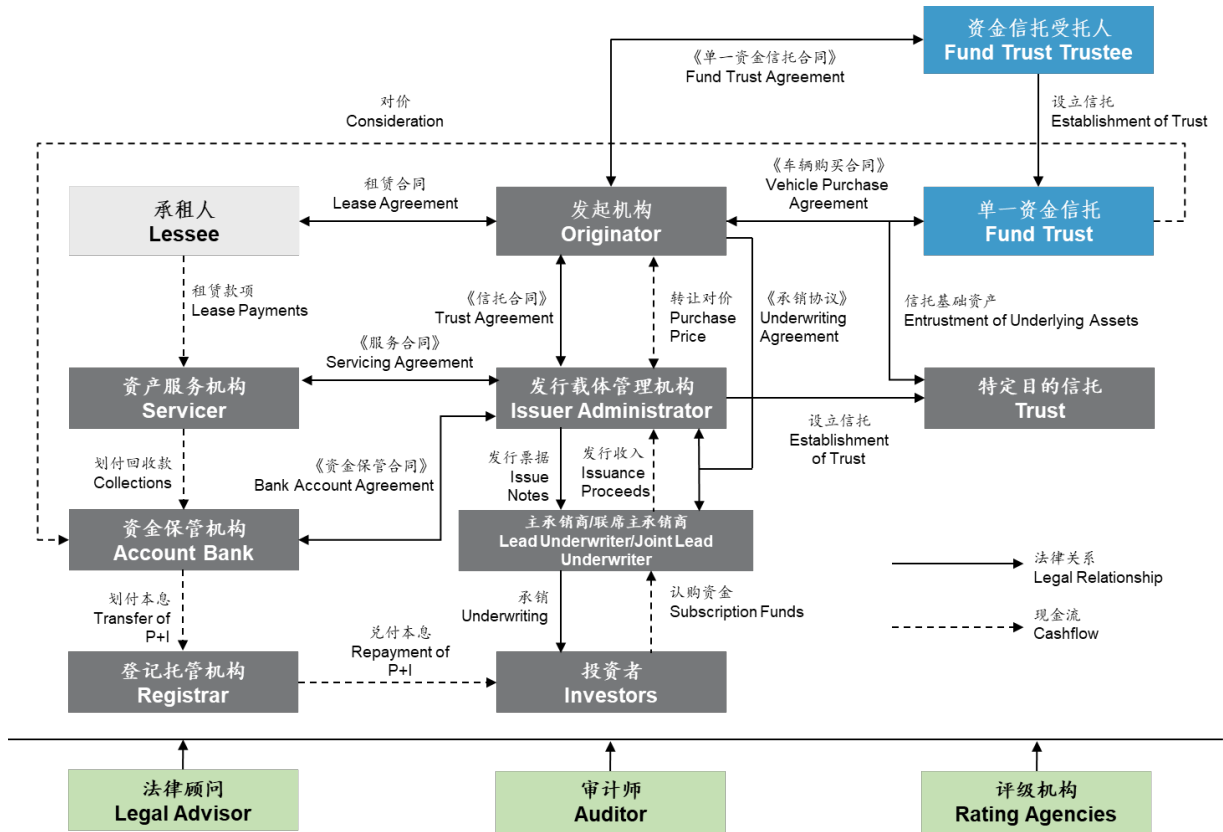 资金信托受托人
Fund Trust Trustee
《单一资金信托合同》
Fund Trust Agreement
对价
Consideration
设立信托
Establishment of Trust
承租人
Lessee
租赁合同
Lease Agreement
发起机构
Originator
《车辆购买合同》
Vehicle Purchase
Agreement
单一资金信托
Fund Trust
租赁款项
Lease Payments
《信托合同》
Trust Agreement
转让对价
Purchase
Price
《承销协议》
Underwriting
Agreement
信托基础资产
Entrustment of Underlying Assets
《服务合同》
Servicing Agreement
资产服务机构
Servicer
发行载体管理机构
Issuer Administrator
特定目的信托
Trust
设立信托
Establishment
of Trust
划付回收款
Collections
《资金保管合同》
Bank Account Agreement
发行票据
Issue
Notes
发行收入
Issuance
Proceeds
资金保管机构
Account Bank
主承销商/联席主承销商
Lead Underwriter/Joint Lead
Underwriter
法律关系
Legal Relationship
划付本息
Transfer of
P+I
承销
Underwriting
认购资金
Subscription Funds
现金流
Cashflow
登记托管机构
Registrar
兑付本息
Repayment of
P+I
投资者
Investors
法律顾问
Legal Advisor
审计师
Auditor
评级机构
Rating Agencies